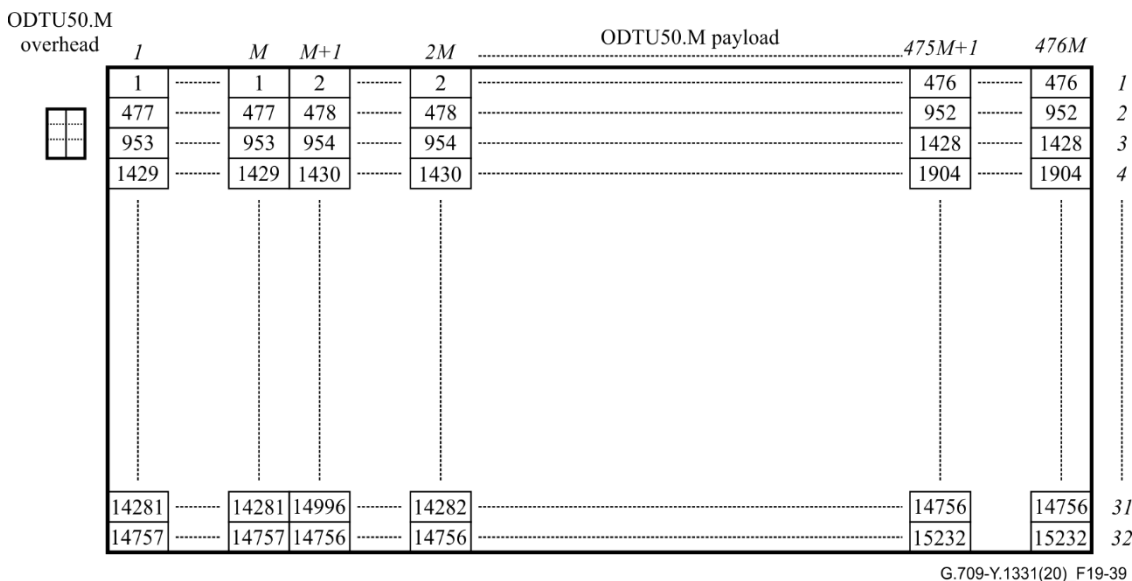 ODTU50.M
overhead
ODTU50.M payload
1 M M+1 2M 475M+1 476M
1 1 2 2 476 476 1
477 477 478 478 952 952 2
953 953 954 954 1428 1428 3
1429 1429 1430 1430 1904 1904 4
14281 14281 14996 14282 14756 14756 31
14757 14757 14756 14756 15232 15232 32
G.709-Y.1331(20) F19-39